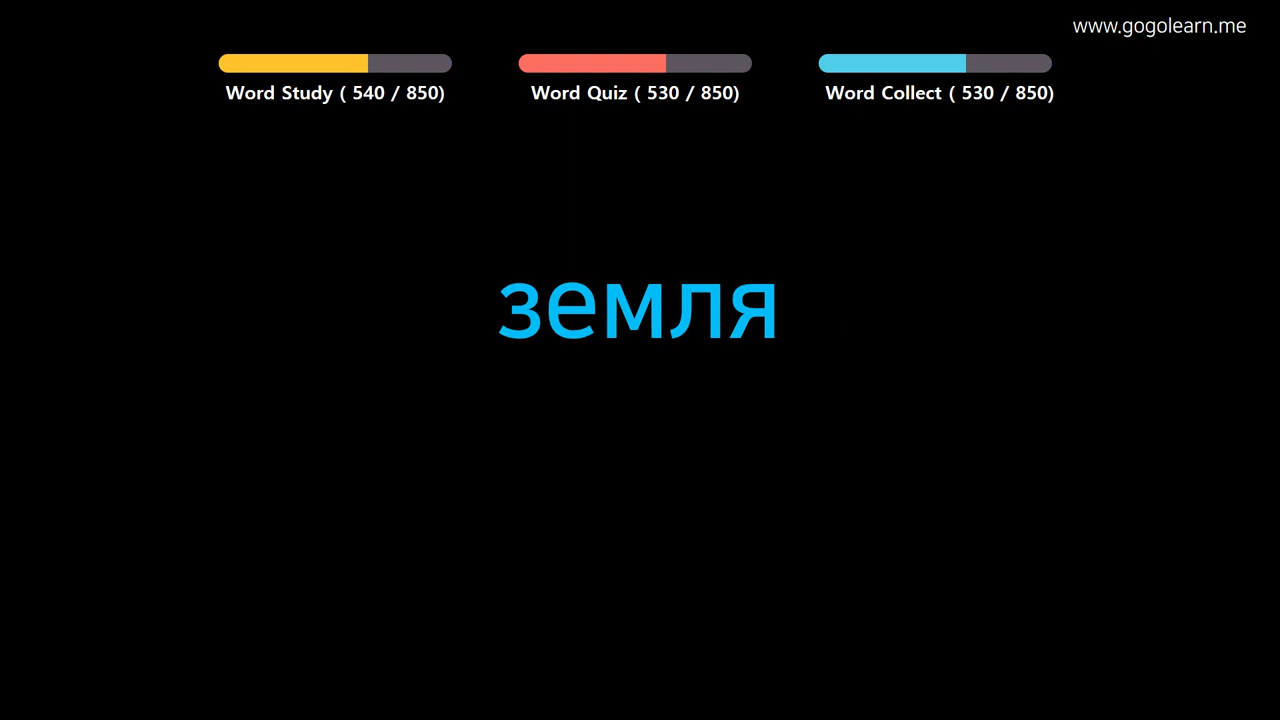 www.gogolearn.me
Word Study ( 540 / 850)
Word Quiz ( 530 / 850)
Word Collect ( 530 / 850)
земля